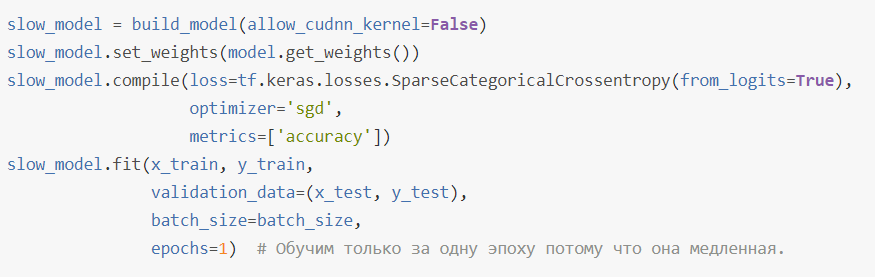 slow_model = build_model(allow_cudnn_kernel=False)
slow_model.set_weights(model.get_weights())
slow_model.compile(loss=tf.keras.losses.SparseCategoricalCrossentropy(from_logits=True),
                   optimizer='sgd',
                   metrics=['accuracy'])
slow_model.fit(x_train, y_train,
               validation_data=(x_test, y_test),
               batch_size=batch_size,
               epochs=1)  # Обучим только за одну эпоху потому что она медленная.